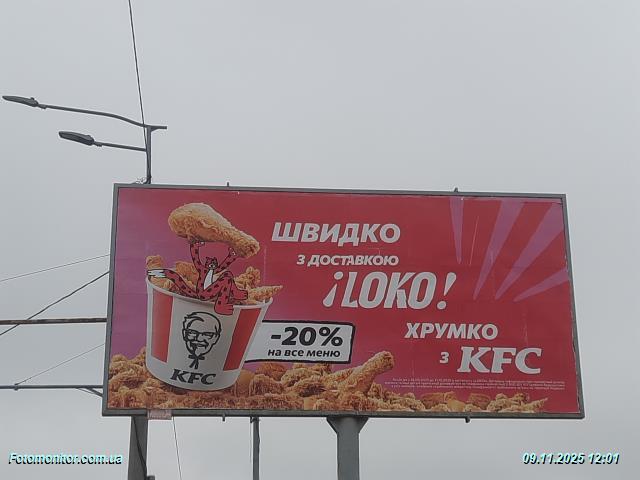 ШВИДКО
З ДОСТАВКОЮ
¡LOKO!
ХРУМКО
З KFC
-20%
на все меню
KFC
Fotomonitor.com.ua
09.11.2025 12:01